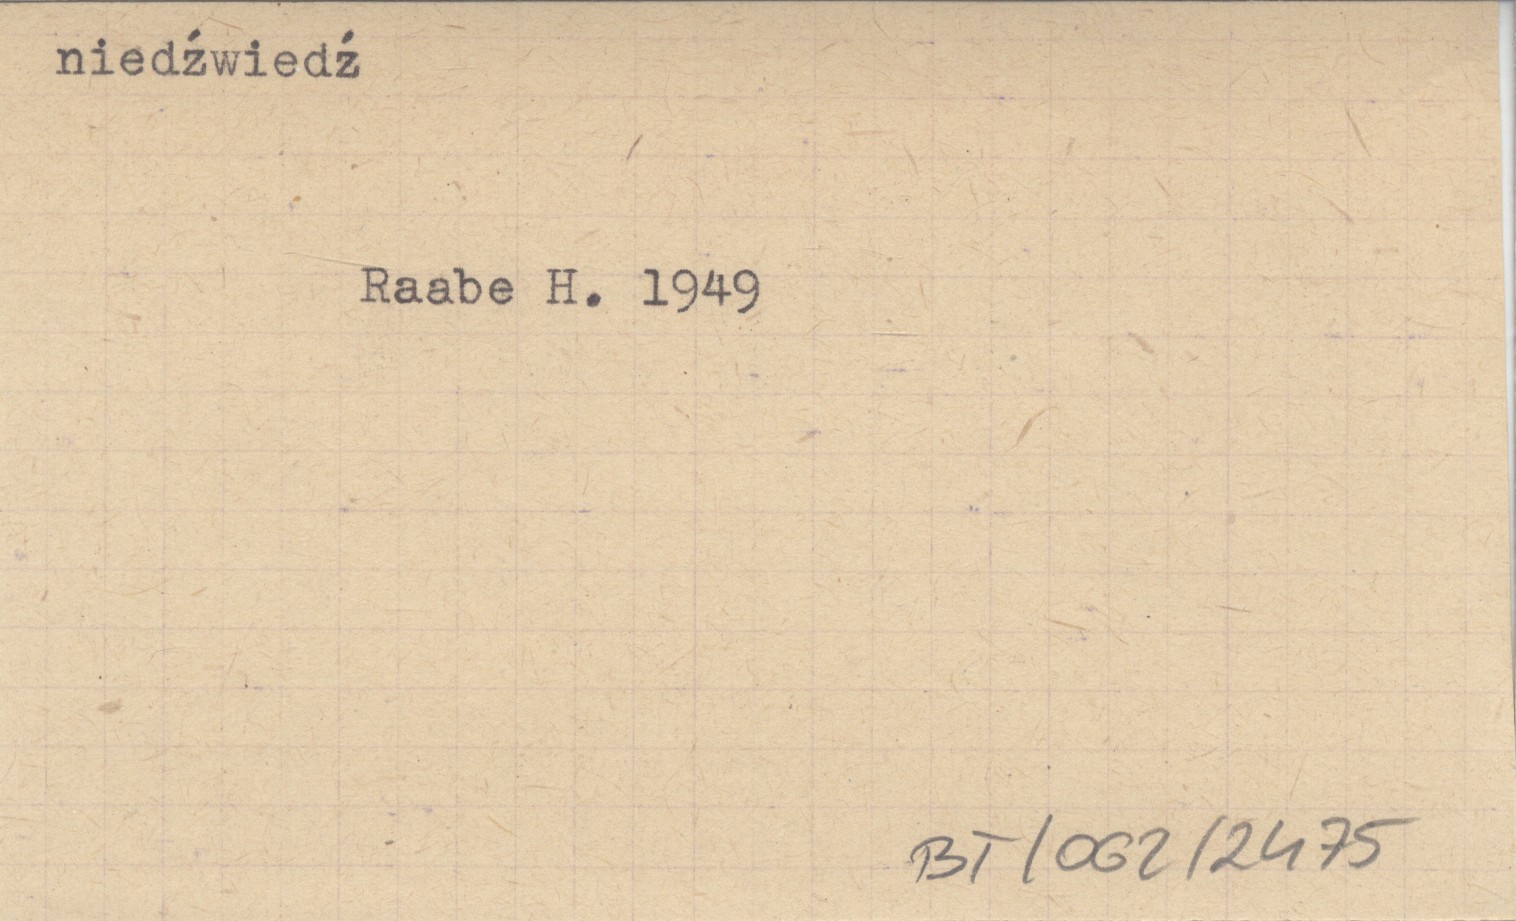 niedźwiedź
Raabe H. 1949
BT/062/2475